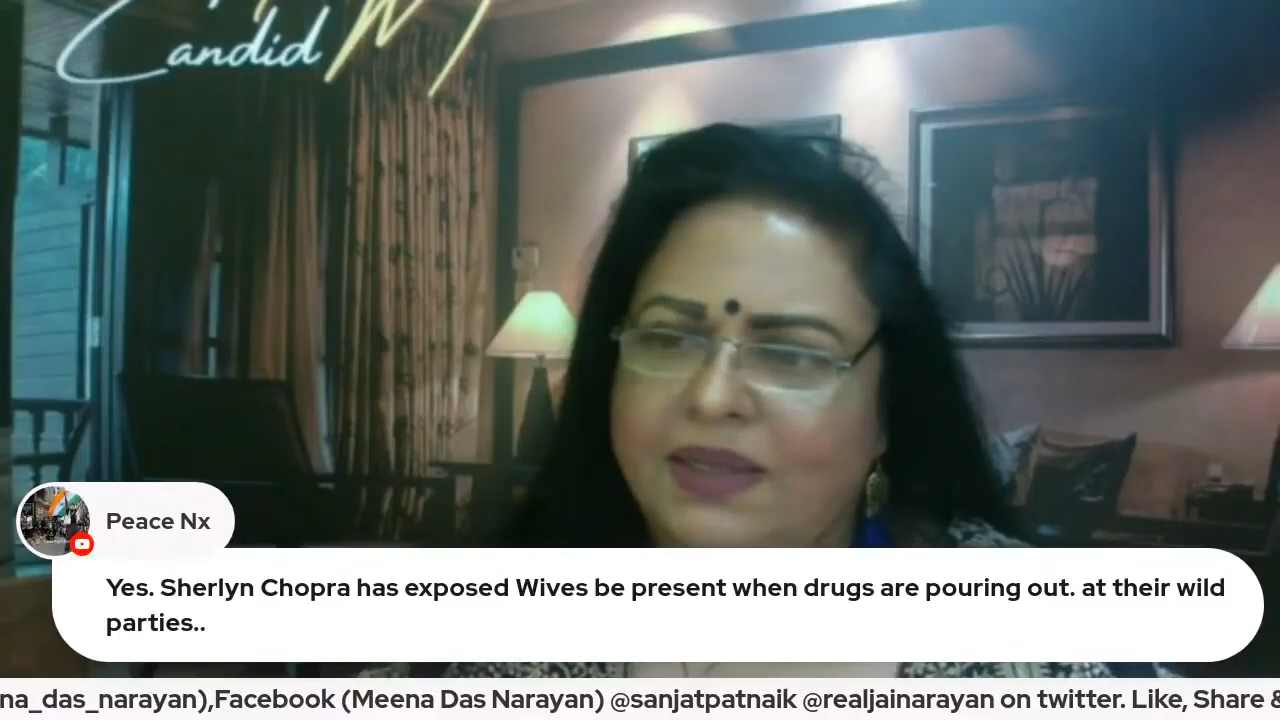 Candid M
Peace Nx
Yes. Sherlyn Chopra has exposed Wives be present when drugs are pouring out. at their wild
parties..
na_das_narayan),Facebook (Meena Das Narayan) @sanjatpatnaik @realjainarayan on twitter. Like, Share &